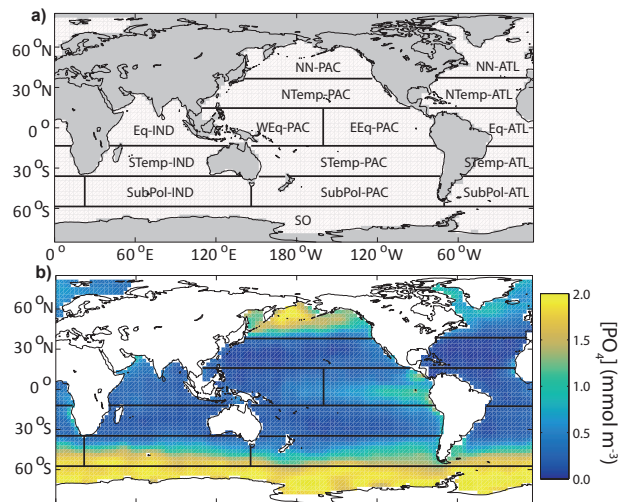 a)
60 °N
30 °N
0 °N
30°S
60°S
NN-PAC
NN-ATL
NTemp-PAC
NTemp-ATL
Eq-IND
WEq-PAC
EEq-PAC
Eq-ATL
STemp-IND
STemp-PAC
STemp-ATL
SubPol-IND
SubPol-PAC
SubPol-ATL
SO
0°E
60°E
120°E
180°W
120°W
60°W
b)
60°N
30°N
0°N
30°S
60°S
2.0
1.5
1.0
0.5
0.0
[PO4] (mmol m-3)